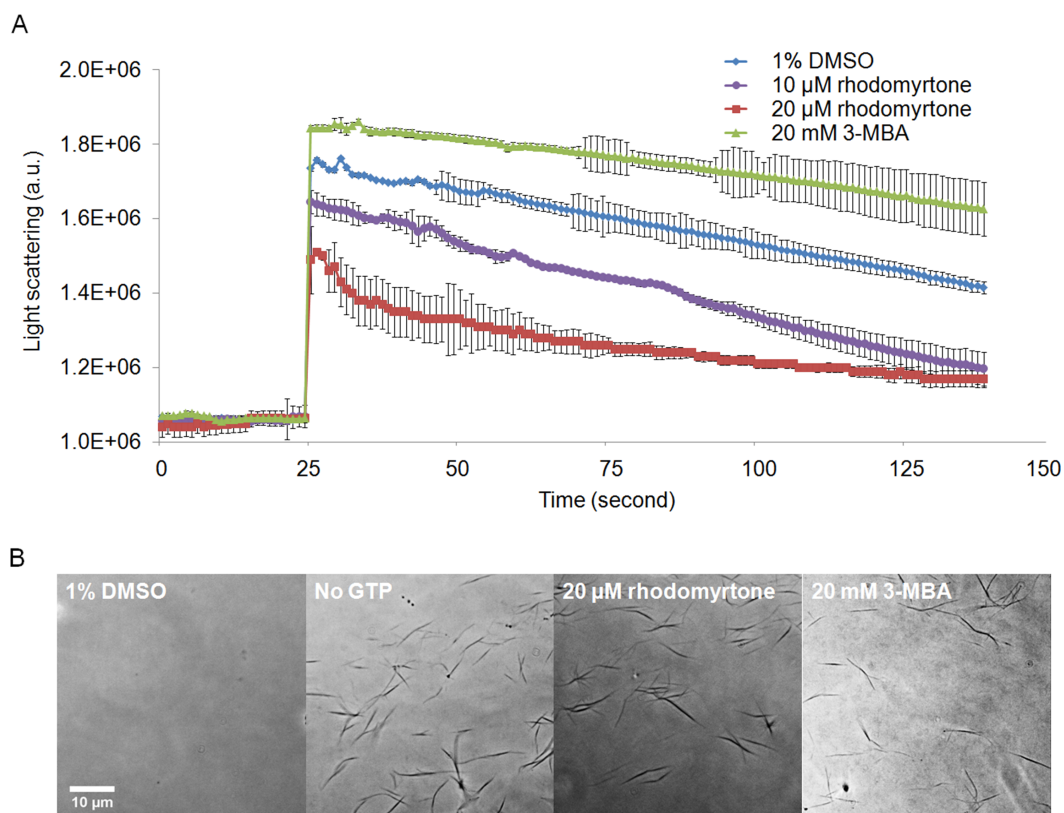 A
1% DMSO
10 µM rhodomyrtone
20 µM rhodomyrtone
20 mM 3-MBA
2.0E+06
1.8E+06
1.6E+06
1.4E+06
1.2E+06
1.0E+06
Light scattering (a.u.)
0 25 50 75 100 125 150
Time (second)
B
1% DMSO No GTP 20 µM rhodomyrtone 20 mM 3-MBA
10 µm